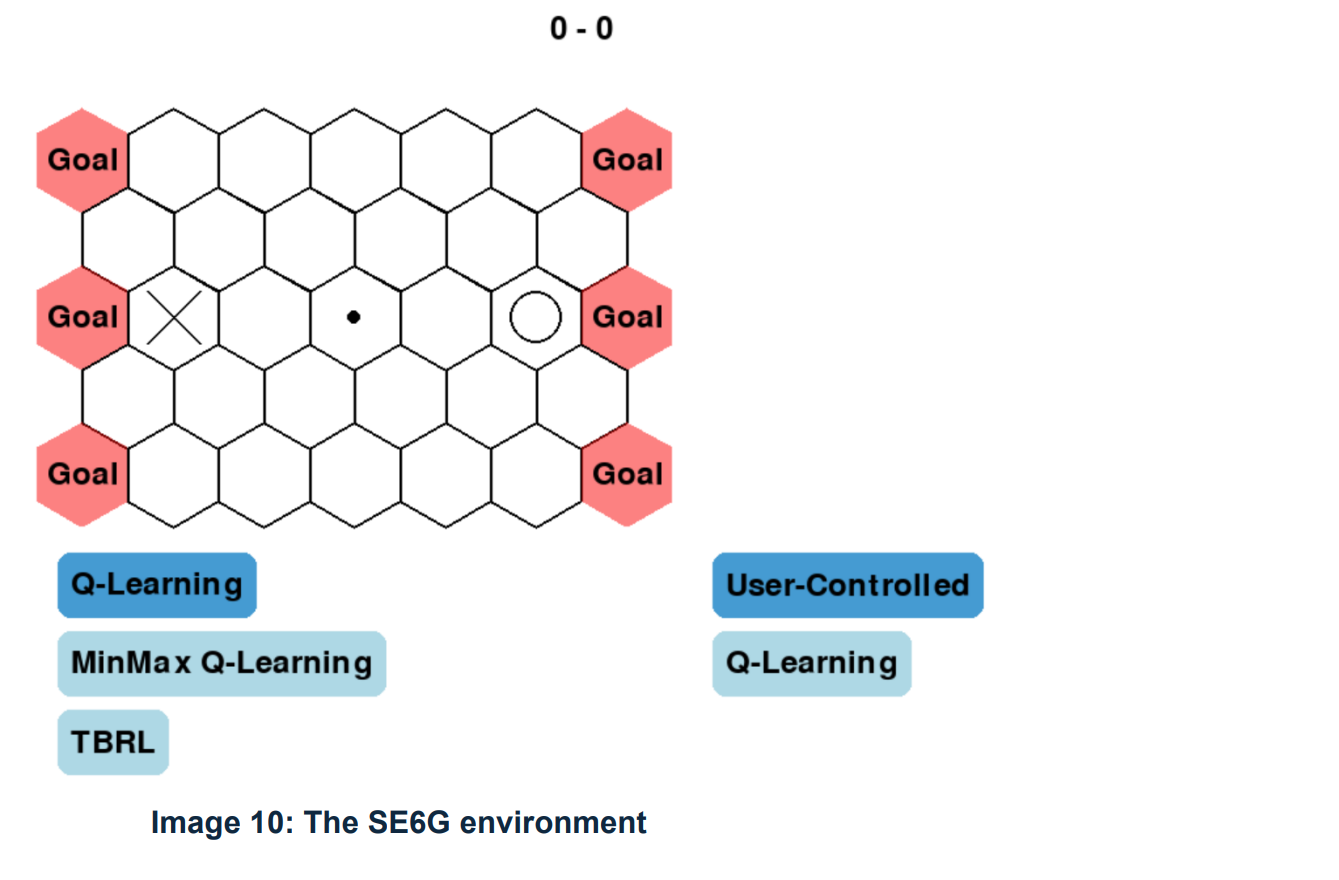 0 - 0
Goal Goal
Goal Goal
Goal Goal
Q-Learning User-Controlled
MinMax Q-Learning Q-Learning
TBRL
Image 10: The SE6G environment